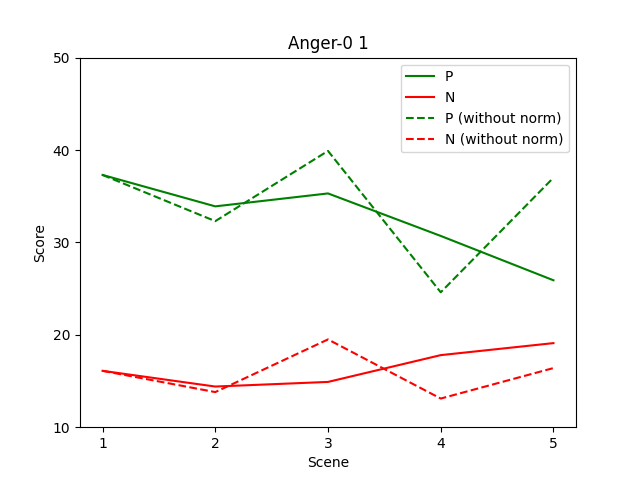 Anger-0 1
50
40
30
20
10
Score
P
N
P (without norm)
N (without norm)
1 2 3 4 5
Scene